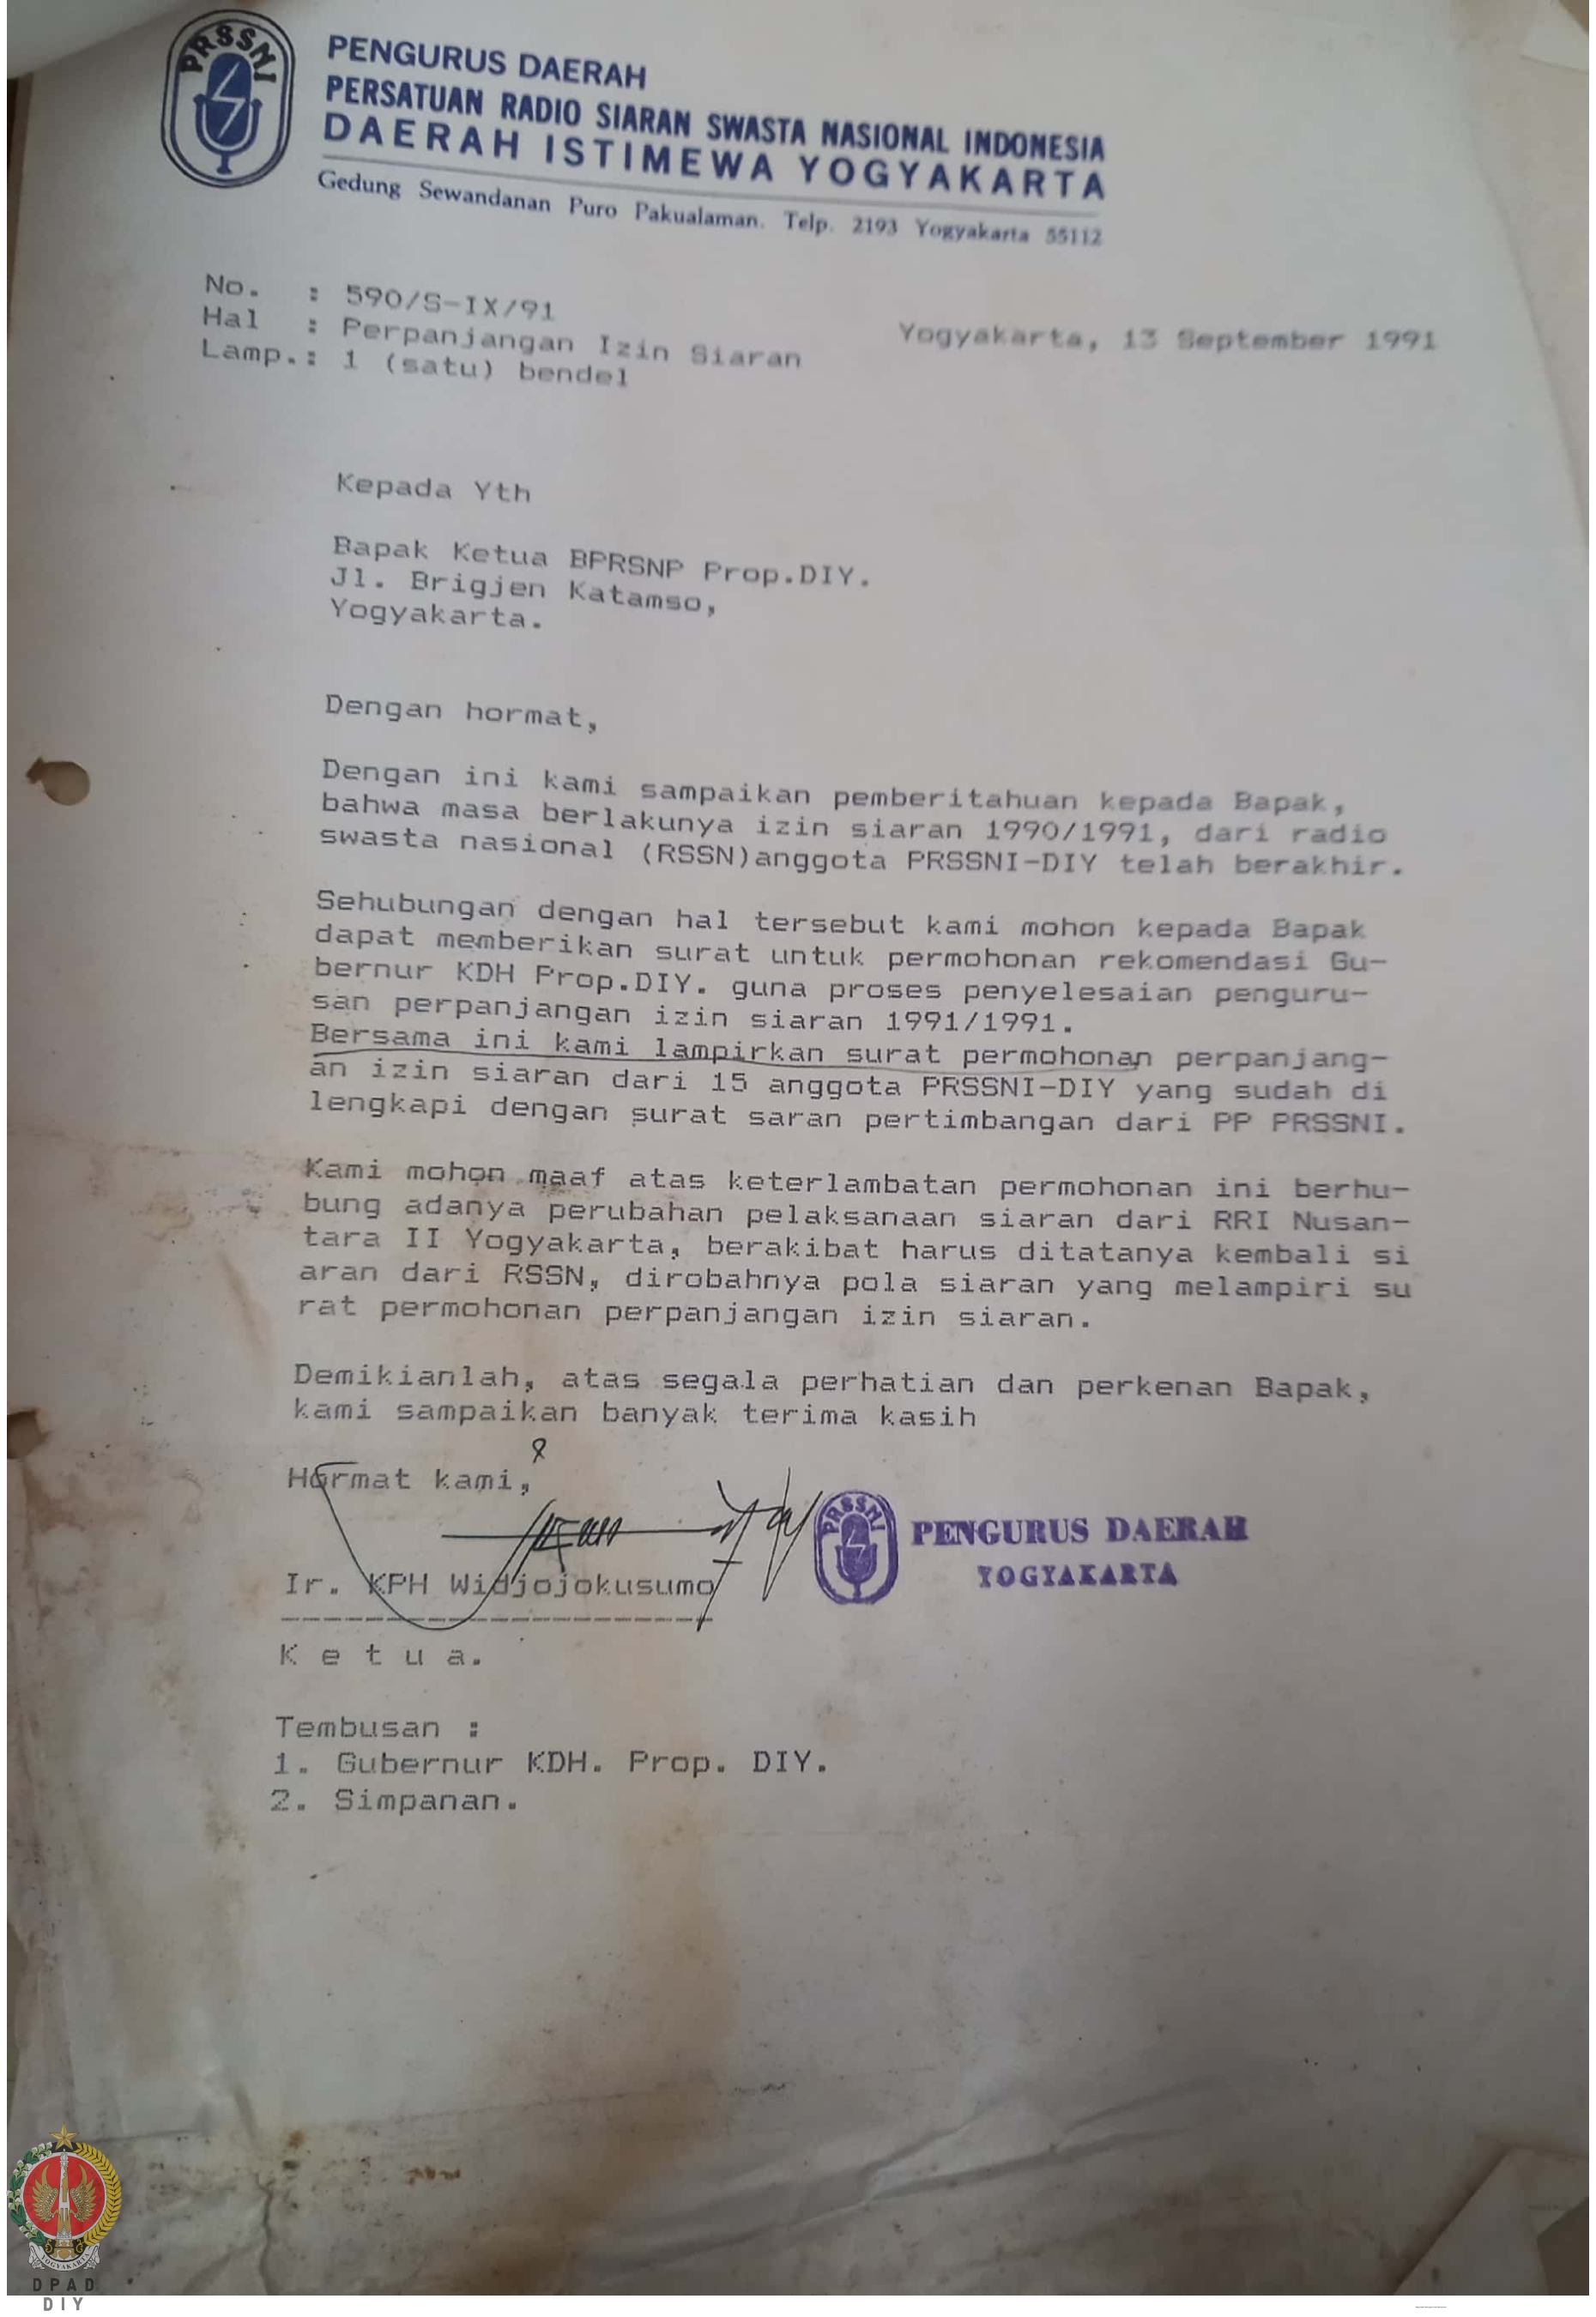 PRSSNI
PENGURUS DAERAH
PERSATUAN RADIO SIARAN SWASTA NASIONAL INDONESIA
DAERAH ISTIMEWA YOGYAKARTA
Gedung Sewandanan Puro Pakualaman. Telp. 2193 Yogyakarta 55112
No. : 590/S-IX/91
Hal : Perpanjangan Izin Siaran
Yogyakarta, 13 September 1991
Lamp.: 1 (satu) bendel
Kepada Yth
Bapak Ketua BPRSNP Prop.DIY.
Jl. Brigjen Katamso,
Yogyakarta.
Dengan hormat,
Dengan ini kami sampaikan pemberitahuan kepada Bapak,
bahwa masa berlakunya izin siaran 1990/1991, dari radio
swasta nasional (RSSN)anggota PRSSNI-DIY telah berakhir.
Sehubungan dengan hal tersebut kami mohon kepada Bapak
dapat memberikan surat untuk permohonan rekomendasi Gu-
bernur KDH Prop.DIY. guna proses penyelesaian penguru-
san perpanjangan izin siaran 1991/1991.
Bersama ini kami lampirkan surat permohonan perpanjang-
an izin siaran dari 15 anggota PRSSNI-DIY yang sudah di
lengkapi dengan surat saran pertimbangan dari PP PRSSNI.
Kami mohon maaf atas keterlambatan permohonan ini berhu-
bung adanya perubahan pelaksanaan siaran dari RRI Nusan-
tara II Yogyakarta, berakibat harus ditatanya kembali si
aran dari RSSN, dirobahnya pola siaran yang melampiri su
rat permohonan perpanjangan izin siaran.
Demikianlah, atas segala perhatian dan perkenan Bapak,
kami sampaikan banyak terima kasih
Hormat kami,
PRSSNI
PENGURUS DAERAH
YOGYAKARTA
Ir. KPH Widjojokusumo
K e t u a.
Tembusan :
1. Gubernur KDH. Prop. DIY.
2. Simpanan.
YOGYAKARTA
DPAD
DIY